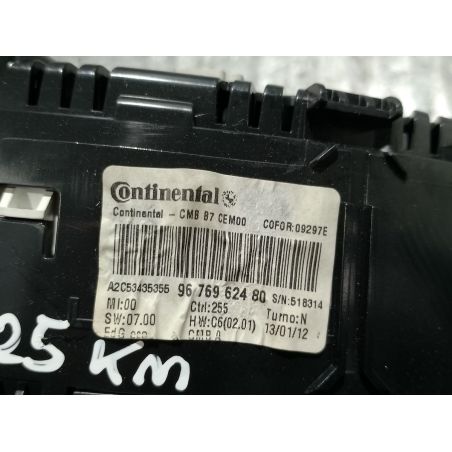 Continental
Continental - CMB B7 CEM00 COFOR:09297E
A2C53435355 96 769 624 80 S/N:518314
MI:00 Ctrl:255 Turno:N
SW:07.00 HW:C6(02.01) 13/01/12
CMB A
25 KM